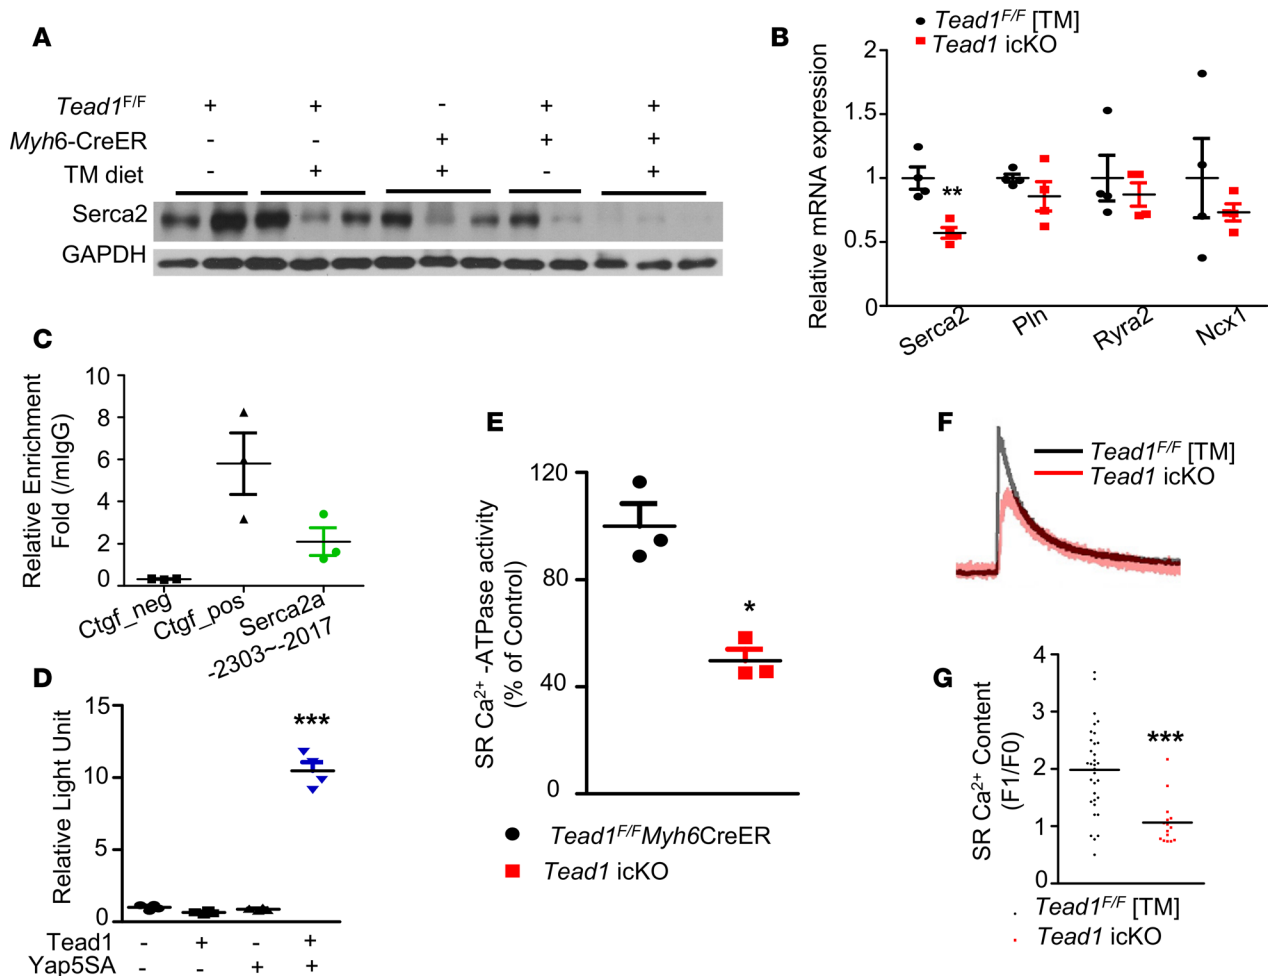 A
Tead1F/F + + - + +
Myh6-CreER - - + + +
TM diet - + + - +
Serca2
GAPDH
B
Tead1F/F [TM]
Tead1 icKO
Relative mRNA expression
2
1.5
1
0.5
0
**
Serca2 Pln Ryra2 Ncx1
C
Relative Enrichment
Fold (/mIgG)
10
8
6
4
2
0
Ctgf_neg Ctgf_pos Serca2a
-2303~-2017
D
Relative Light Unit
15
10
5
0
***
Tead1 - + - +
Yap5SA - - + +
E
SR Ca2+ -ATPase activity
(% of Control)
120
80
40
0
*
Tead1F/FMyh6CreER
Tead1 icKO
F
Tead1F/F [TM]
Tead1 icKO
G
SR Ca2+ Content
(F1/F0)
4
3
2
1
0
***
Tead1F/F [TM]
Tead1 icKO